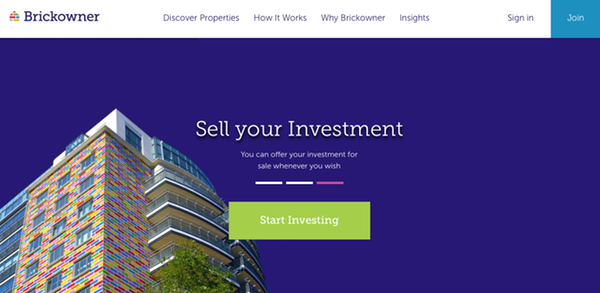 Brickowner
Discover Properties
How It Works
Why Brickowner
Insights
Sign in
Join
Sell your Investment
You can offer your investment for
sale whenever you wish
Start Investing